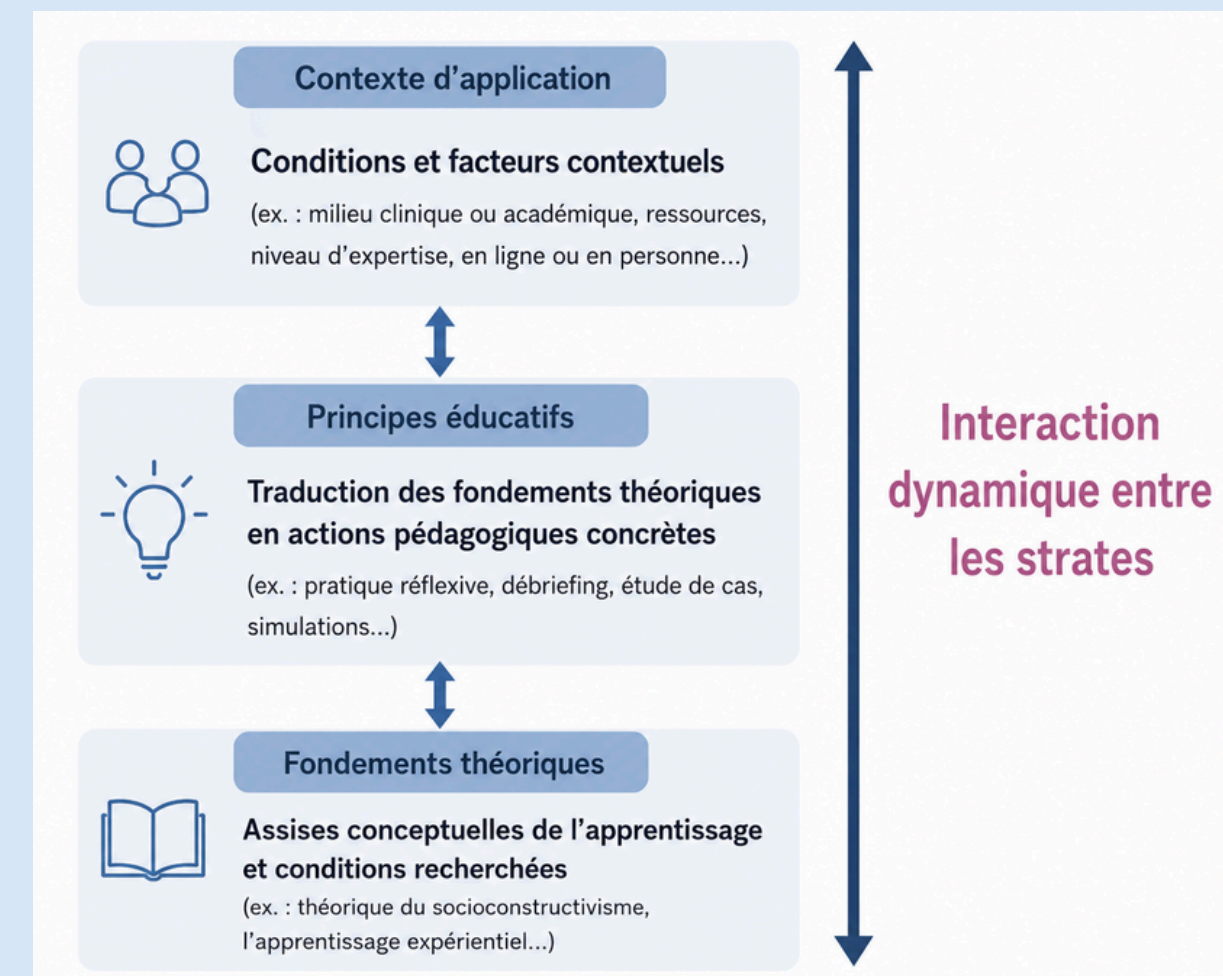 Contexte d’application
Conditions et facteurs contextuels
(ex. : milieu clinique ou académique, ressources,
niveau d’expertise, en ligne ou en personne...)
Principes éducatifs
Traduction des fondements théoriques
en actions pédagogiques concrètes
(ex. : pratique réflexive, débriefing, étude de cas,
simulations...)
Fondements théoriques
Assises conceptuelles de l’apprentissage
et conditions recherchées
(ex. : théorique du socioconstructivisme,
l’apprentissage expérientiel...)
Interaction
dynamique entre
les strates